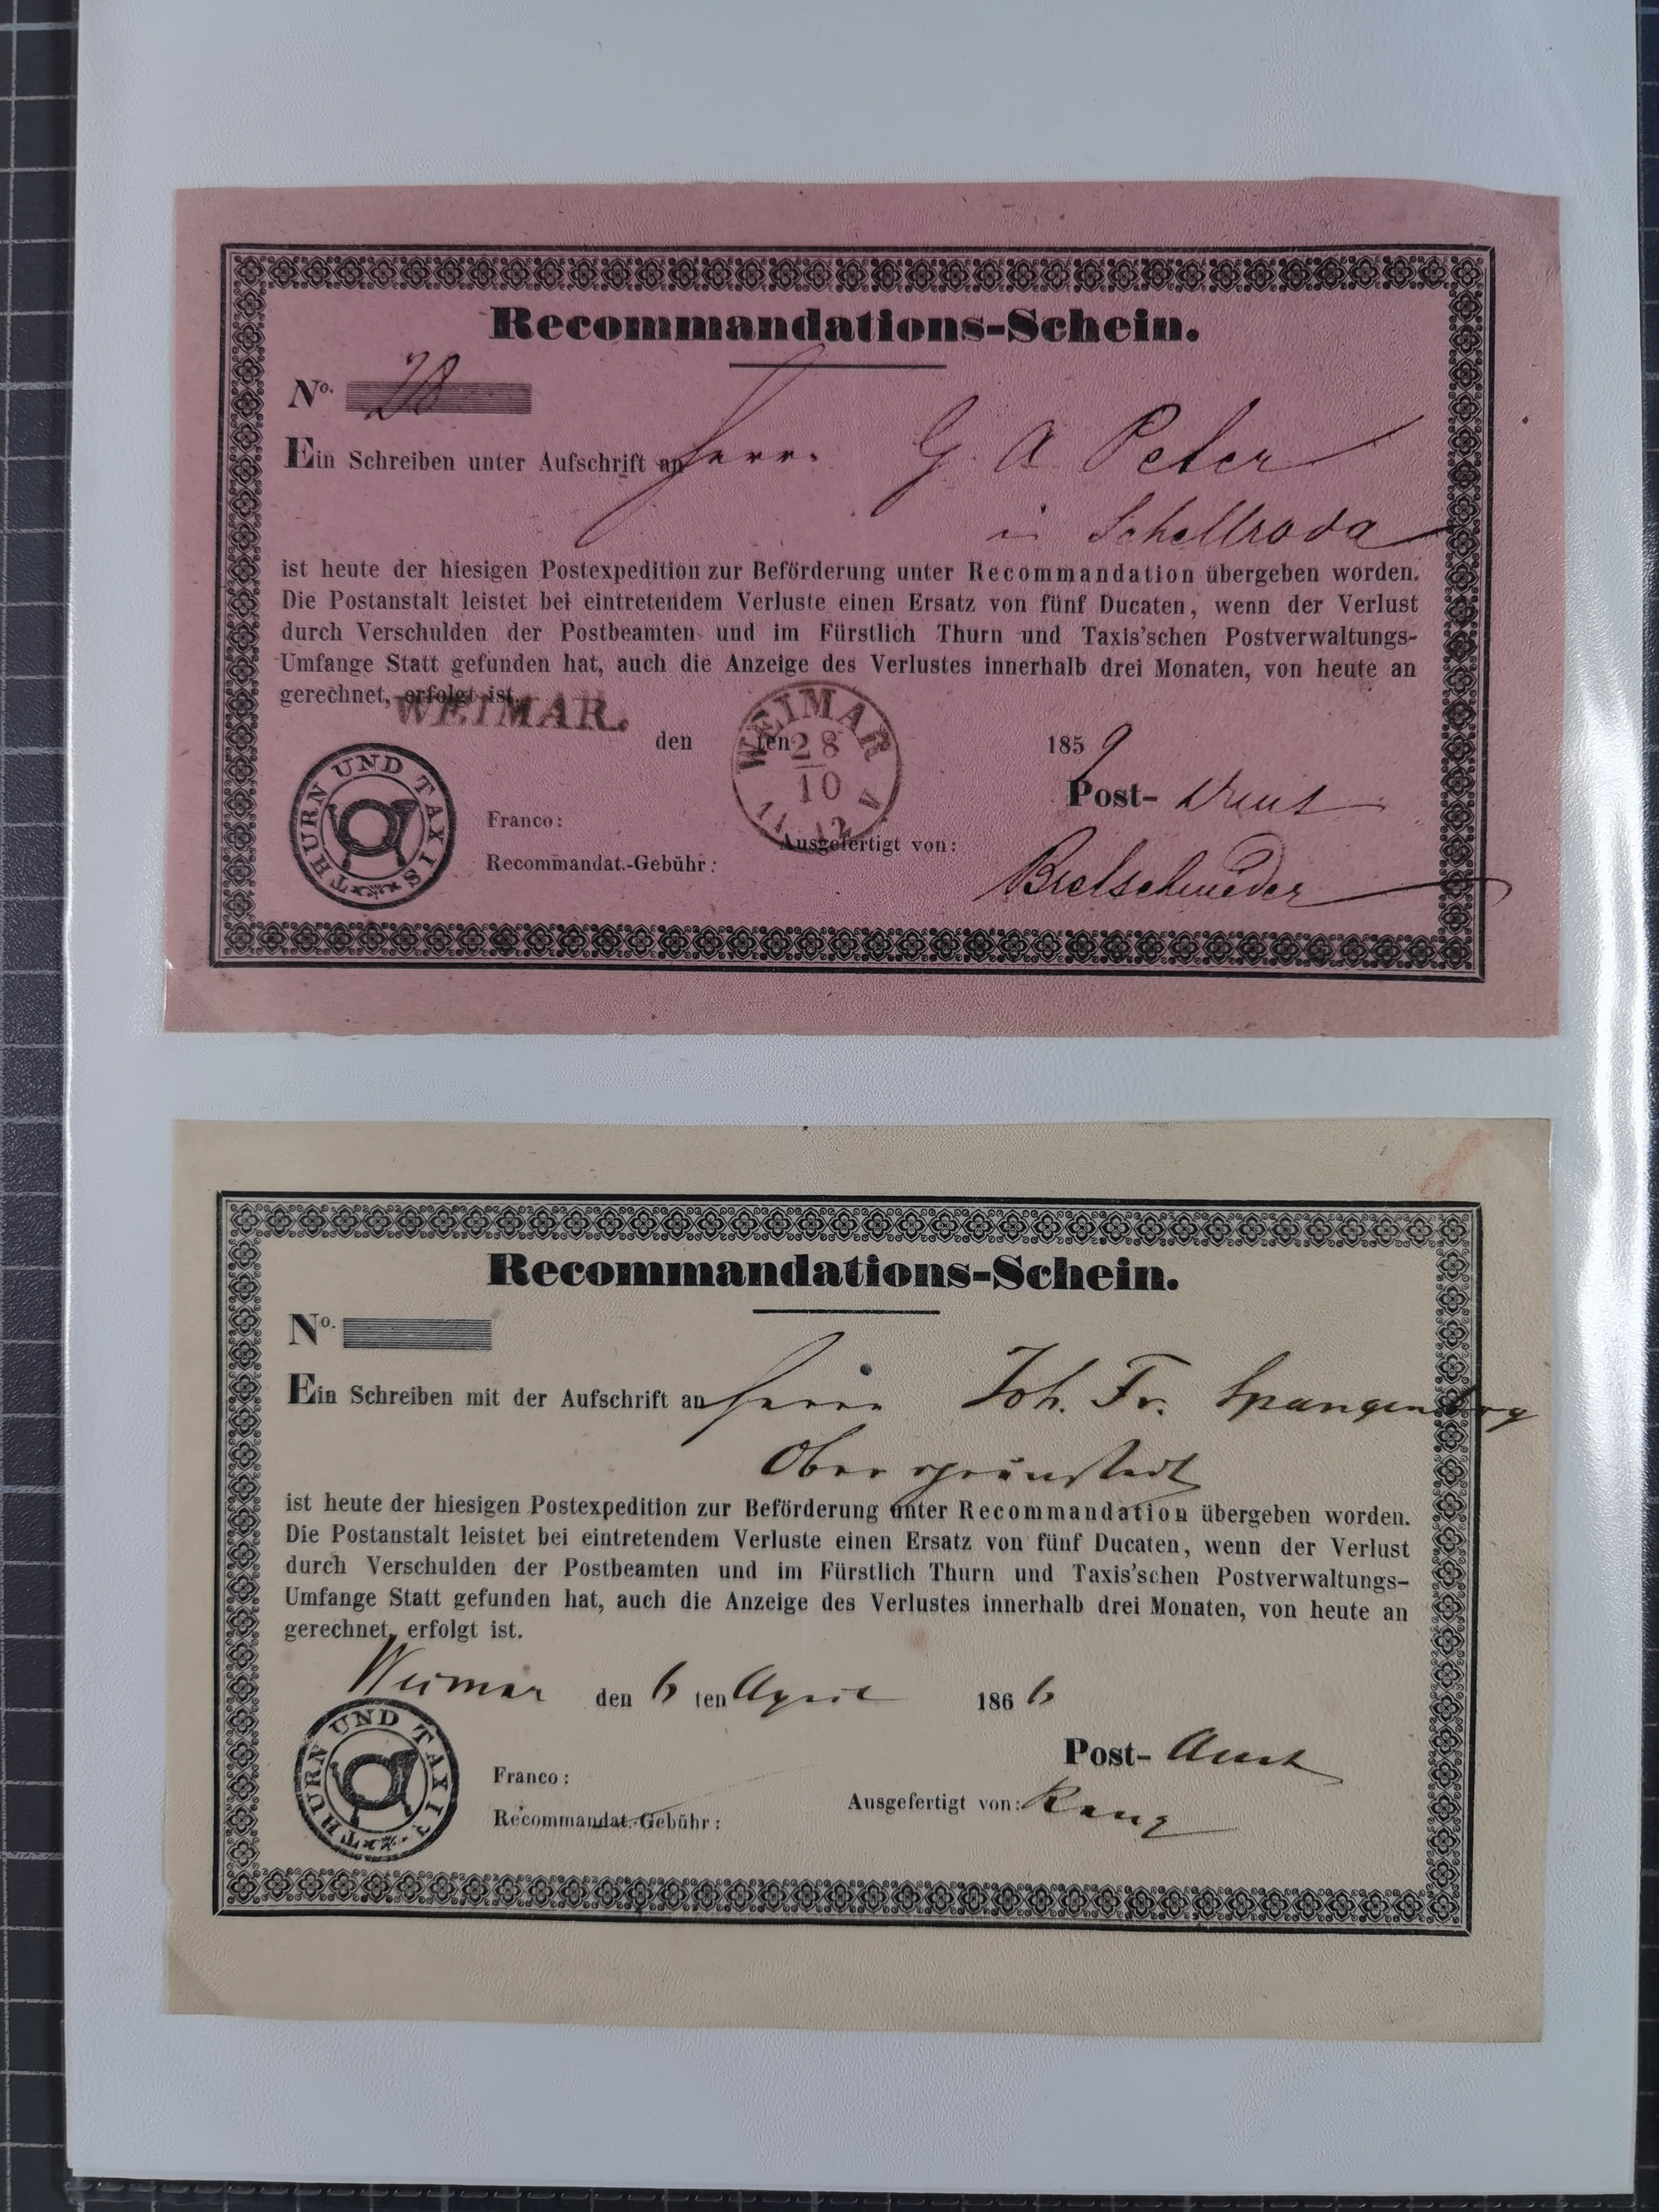 Recommandations-Schein.
No. 28
Ein Schreiben unter Aufschrift an Herrn G. A Peter
in Schellroda
ist heute der hiesigen Postexpedition zur Beförderung unter Recommandation übergeben worden.
Die Postanstalt leistet bei eintretendem Verluste einen Ersatz von fünf Ducaten, wenn der Verlust
durch Verschulden der Postbeamten und im Fürstlich Thurn und Taxis'schen Postverwaltungs-
Umfange Statt gefunden hat, auch die Anzeige des Verlustes innerhalb drei Monaten, von heute an
gerechnet, erfolgt ist.
WEIMAR.
den ten 1859
WEIMAR
28
10
Post- Amt
THURN UND TAXIS
Franco:
Recommandat.-Gebühr:
Ausgefertigt von:
Bretschneider
Recommandations-Schein.
No.
Ein Schreiben mit der Aufschrift an Herrn Joh. Fr. Spangenberg
ist heute der hiesigen Postexpedition zur Beförderung unter Recommandation übergeben worden.
Die Postanstalt leistet bei eintretendem Verluste einen Ersatz von fünf Ducaten, wenn der Verlust
durch Verschulden der Postbeamten und im Fürstlich Thurn und Taxis'schen Postverwaltungs-
Umfange Statt gefunden hat, auch die Anzeige des Verlustes innerhalb drei Monaten, von heute an
gerechnet, erfolgt ist.
Weimar den 6 ten April 1866
Post- Amt
THURN UND TAXIS
Franco:
Recommandat.-Gebühr:
Ausgefertigt von: